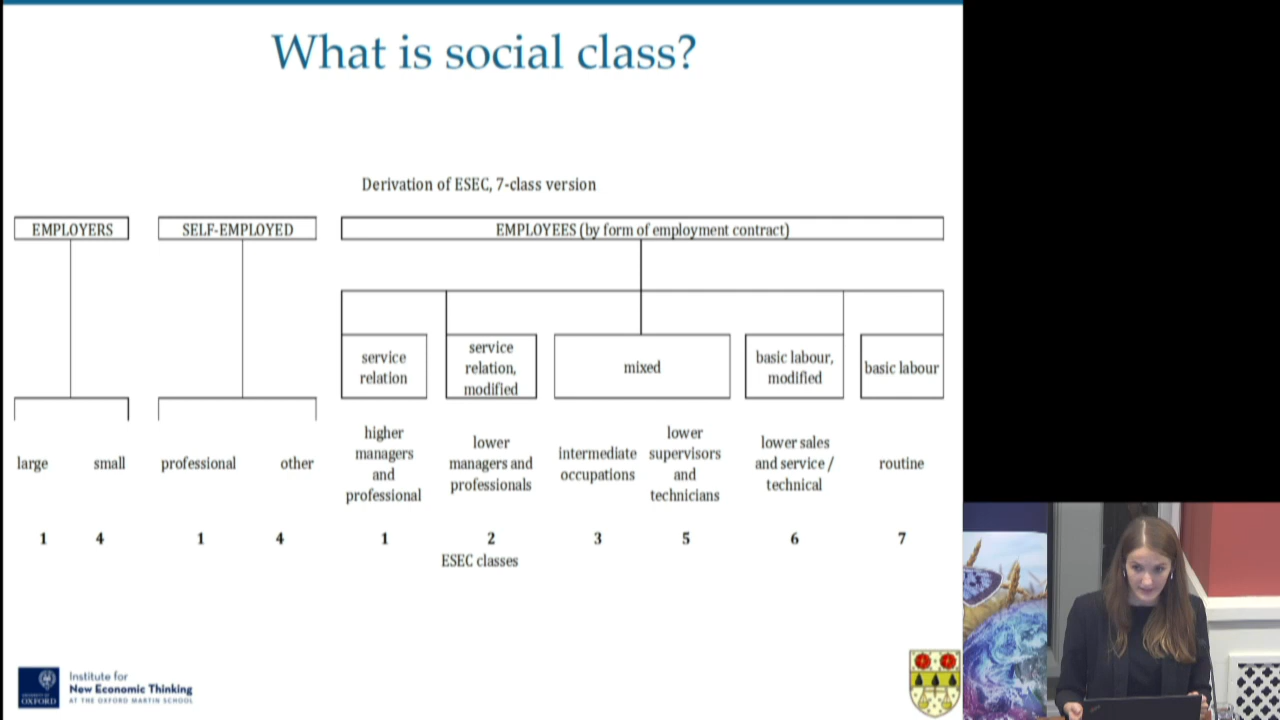 What is social class?
Derivation of ESEC, 7-class version
EMPLOYERS
SELF-EMPLOYED
EMPLOYEES (by form of employment contract)
service
relation
service
relation,
modified
mixed
basic labour,
modified
basic labour
large
small
professional
other
higher
managers
and
professional
lower
managers and
professionals
intermediate
occupations
lower
supervisors
and
technicians
lower sales
and service /
technical
routine
1 4 1 4 1 2 3 5 6 7
ESEC classes
UNIVERSITY OF
OXFORD
Institute for
New Economic Thinking
AT THE OXFORD MARTIN SCHOOL